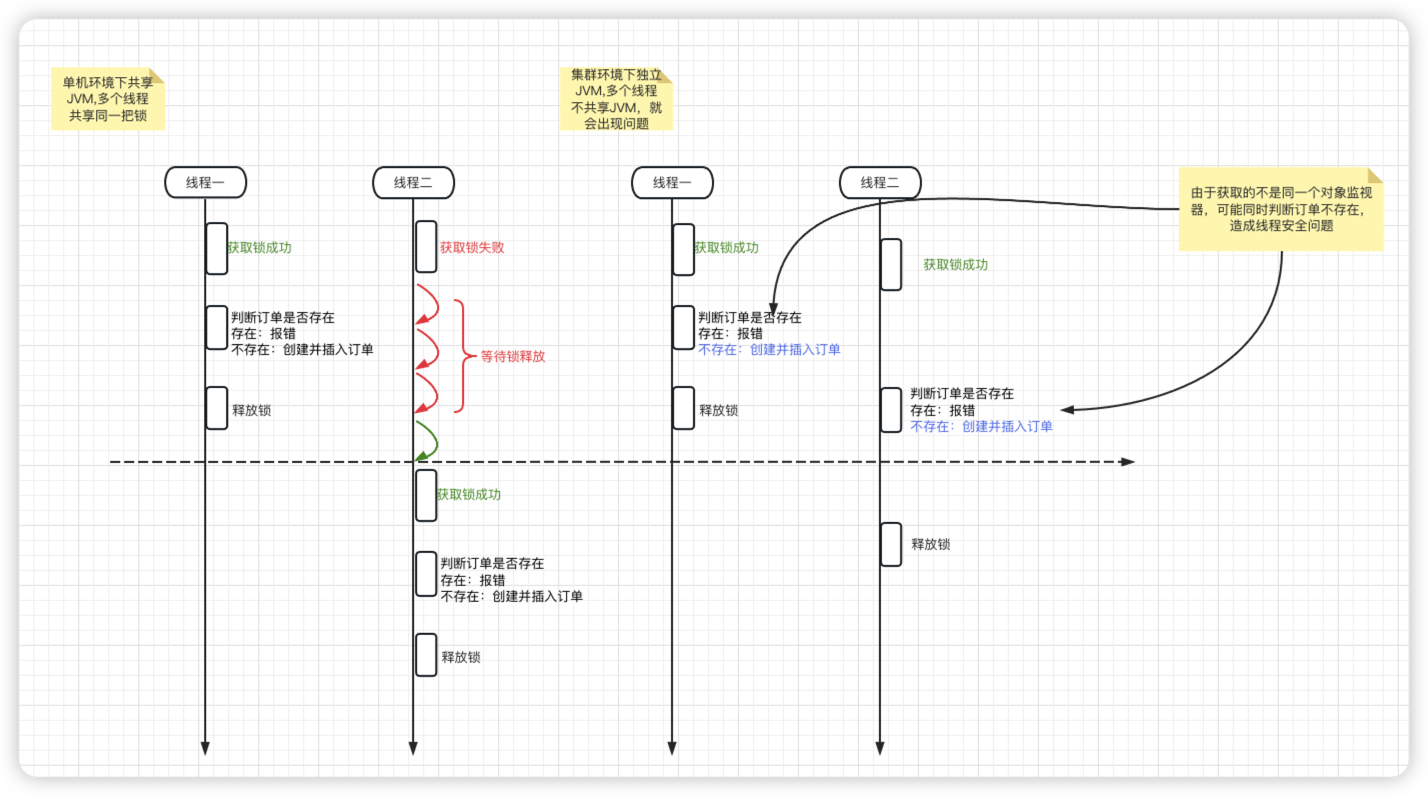 单机环境下共享
JVM,多个线程
共享同一把锁
集群环境下独立
JVM,多个线程
不共享JVM，就
会出现问题
线程一
线程二
线程一
线程二
由于获取的不是同一个对象监视
器，可能同时判断订单不存在，
造成线程安全问题
获取锁成功
获取锁失败
获取锁成功
获取锁成功
判断订单是否存在
存在：报错
不存在：创建并插入订单
等待锁释放
判断订单是否存在
存在：报错
不存在：创建并插入订单
判断订单是否存在
存在：报错
不存在：创建并插入订单
释放锁
释放锁
获取锁成功
释放锁
判断订单是否存在
存在：报错
不存在：创建并插入订单
释放锁